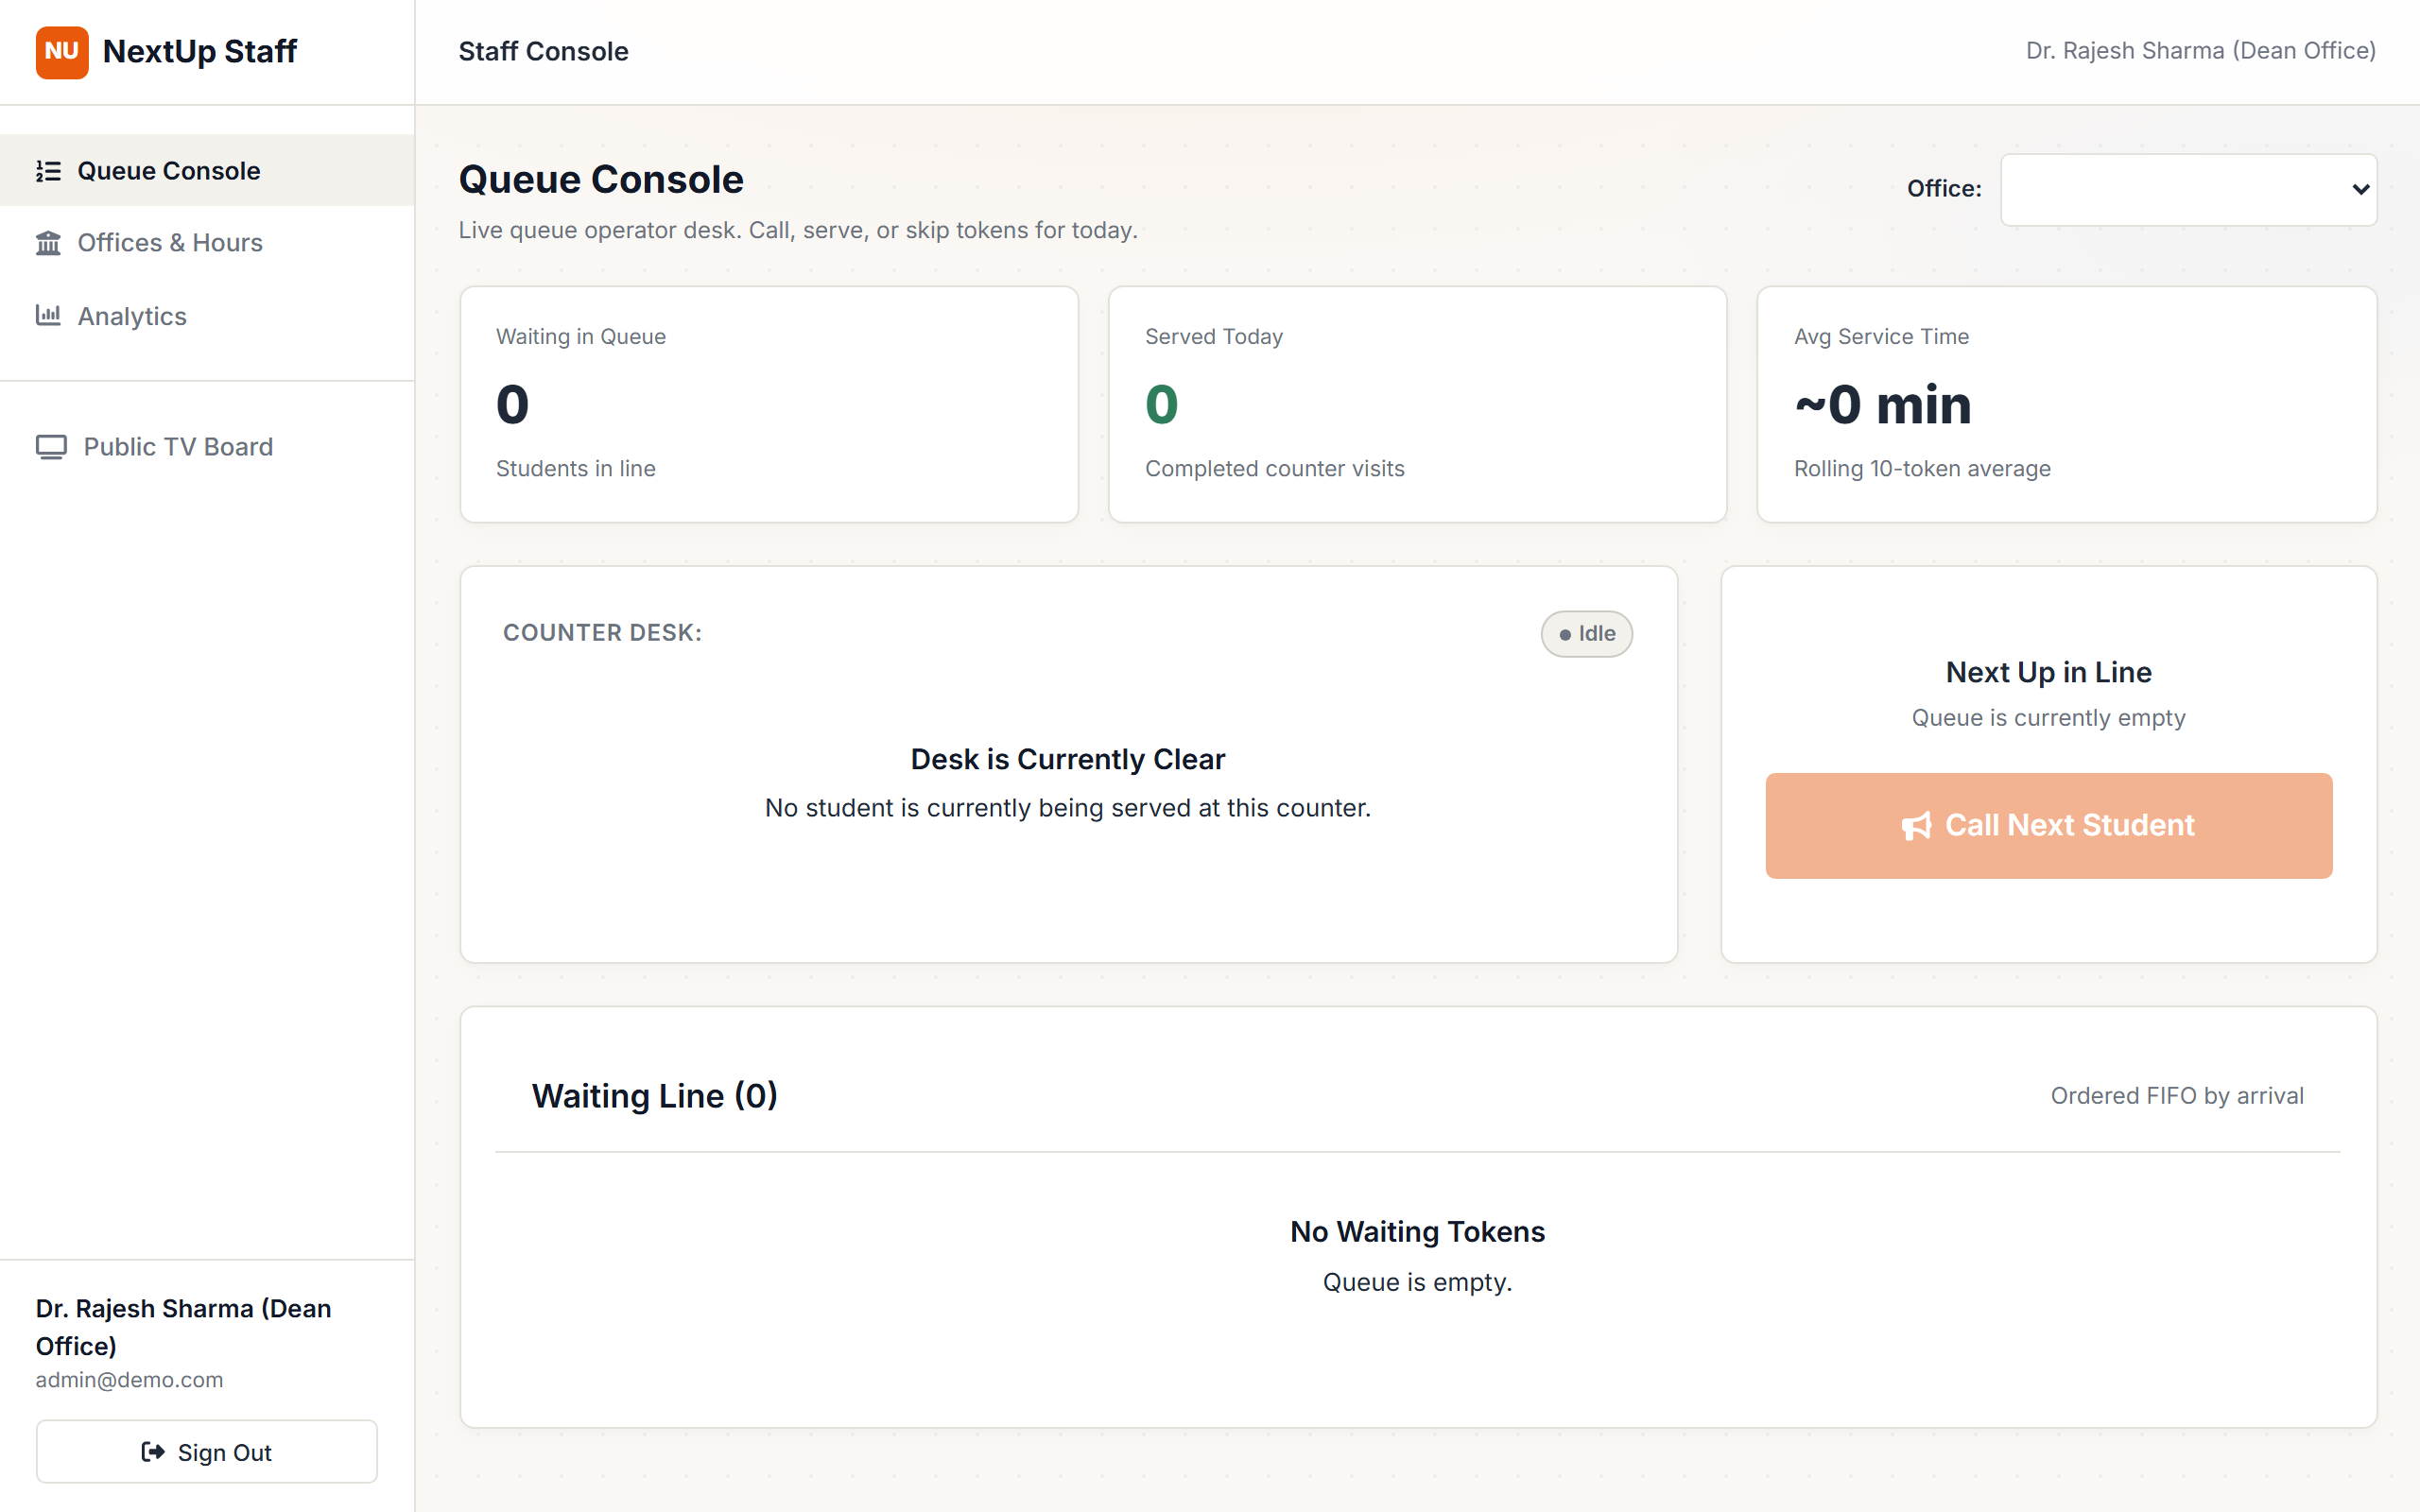 NU NextUp Staff
Staff Console
Dr. Rajesh Sharma (Dean Office)
Queue Console
Offices & Hours
Analytics
Public TV Board
Dr. Rajesh Sharma (Dean
Office)
admin@demo.com
Sign Out
Queue Console
Live queue operator desk. Call, serve, or skip tokens for today.
Office:
Waiting in Queue
0
Students in line
Served Today
0
Completed counter visits
Avg Service Time
~0 min
Rolling 10-token average
COUNTER DESK:
Idle
Desk is Currently Clear
No student is currently being served at this counter.
Next Up in Line
Queue is currently empty
Call Next Student
Waiting Line (0)
Ordered FIFO by arrival
No Waiting Tokens
Queue is empty.